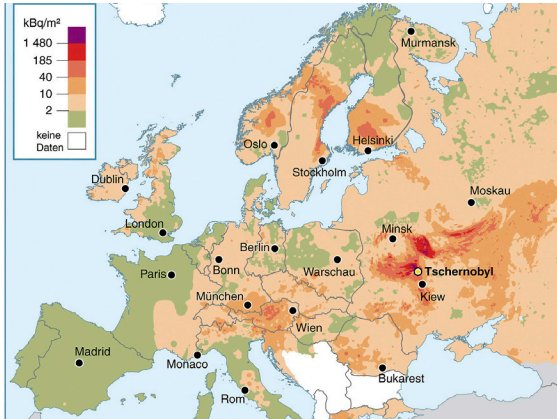 kBq/m²
1 480
185
40
10
2
keine
Daten
Murmansk
Oslo
Helsinki
Stockholm
Dublin
Moskau
London
Minsk
Berlin
Paris
Bonn
Warschau
Tschernobyl
Kiew
München
Wien
Madrid
Monaco
Bukarest
Rom